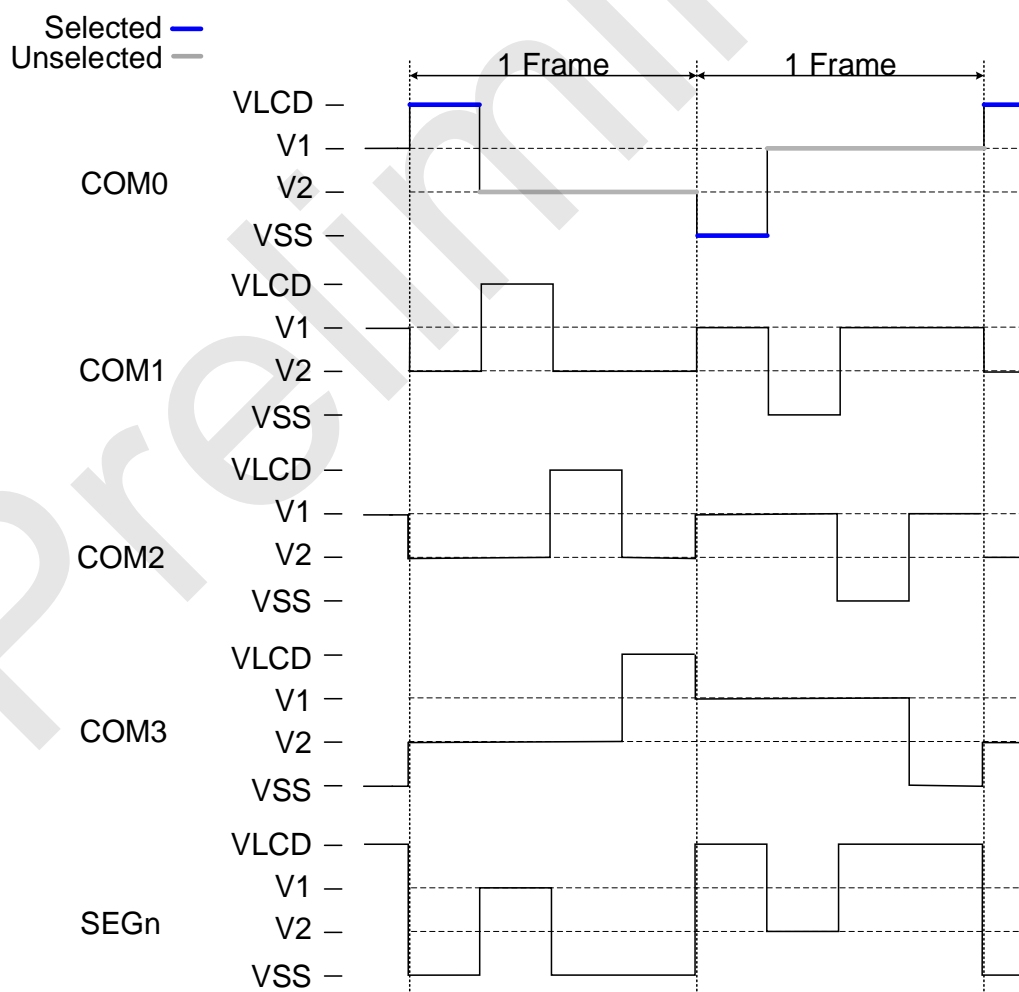 Selected
Unselected
1 Frame 1 Frame
VLCD
V1
COM0
V2
VSS
VLCD
V1
COM1
V2
VSS
VLCD
V1
COM2
V2
VSS
VLCD
V1
COM3
V2
VSS
VLCD
V1
SEGn
V2
VSS